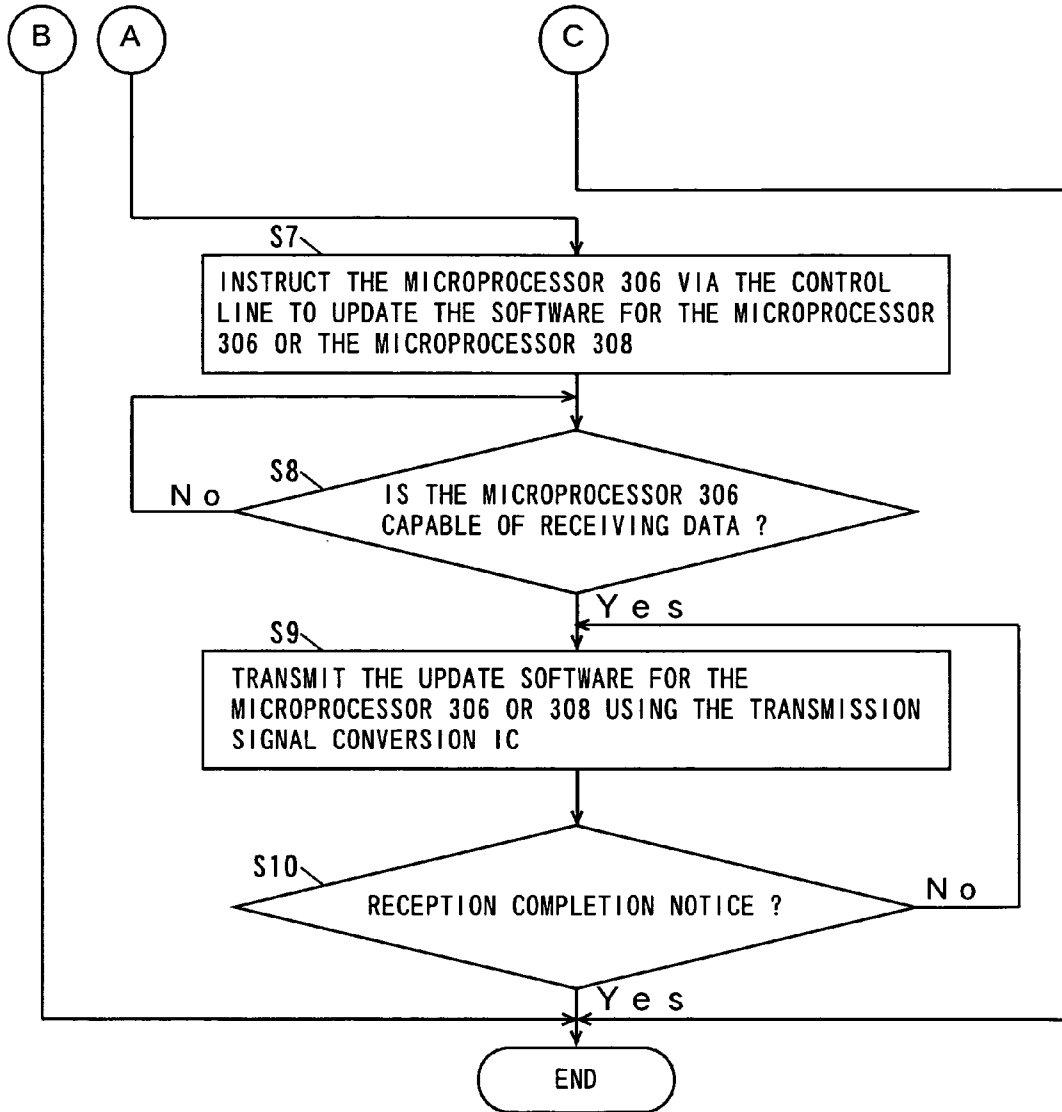 B
A
C
S7
INSTRUCT THE MICROPROCESSOR 306 VIA THE CONTROL
LINE TO UPDATE THE SOFTWARE FOR THE MICROPROCESSOR
306 OR THE MICROPROCESSOR 308
S8
No
IS THE MICROPROCESSOR 306
CAPABLE OF RECEIVING DATA ?
Yes
S9
TRANSMIT THE UPDATE SOFTWARE FOR THE
MICROPROCESSOR 306 OR 308 USING THE TRANSMISSION
SIGNAL CONVERSION IC
S10
RECEPTION COMPLETION NOTICE ?
No
Yes
END